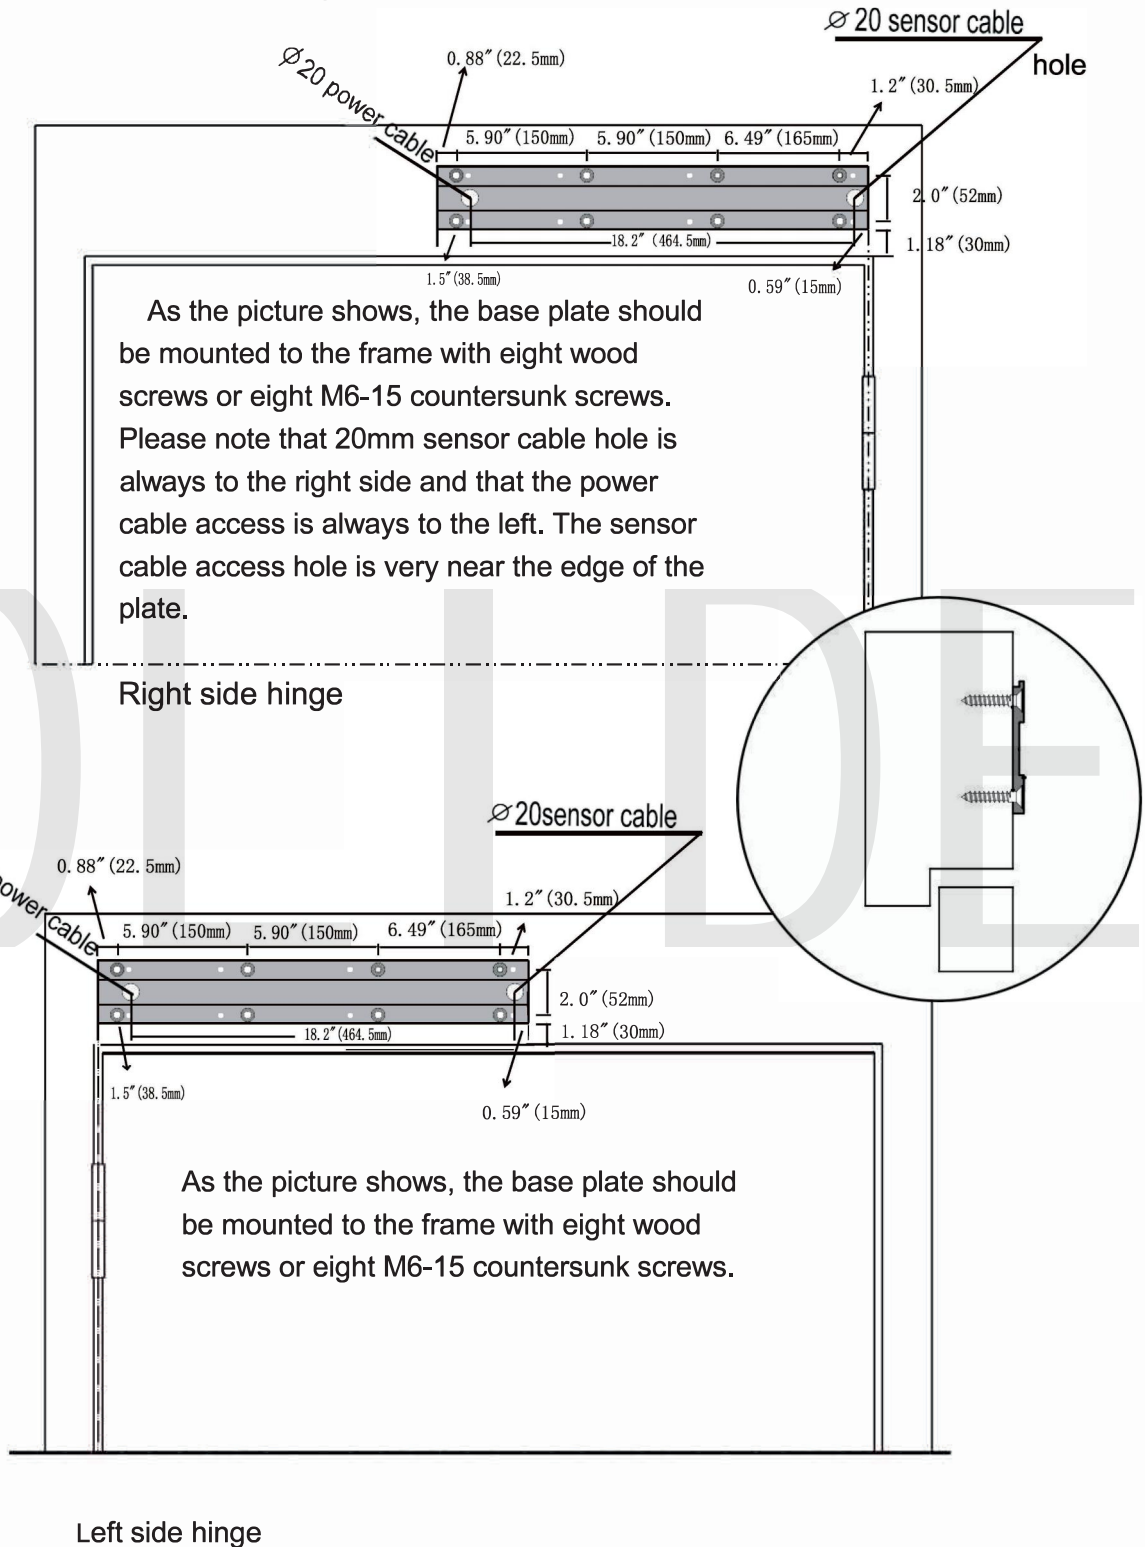 ⌀ 20 sensor cable
hole
⌀20 power cable
0.88″(22.5mm)
1.2″(30.5mm)
5.90″(150mm) 5.90″(150mm) 6.49″(165mm)
2.0″(52mm)
18.2″ (464.5mm)
1.18″(30mm)
1.5″(38.5mm)
0.59″(15mm)
As the picture shows, the base plate should
be mounted to the frame with eight wood
screws or eight M6-15 countersunk screws.
Please note that 20mm sensor cable hole is
always to the right side and that the power
cable access is always to the left. The sensor
cable access hole is very near the edge of the
plate.
Right side hinge
⌀20sensor cable
0.88″(22.5mm)
power cable
1.2″(30.5mm)
5.90″(150mm) 5.90″(150mm) 6.49″(165mm)
2.0″(52mm)
18.2″(464.5mm)
1.18″(30mm)
1.5″(38.5mm)
0.59″(15mm)
As the picture shows, the base plate should
be mounted to the frame with eight wood
screws or eight M6-15 countersunk screws.
Left side hinge